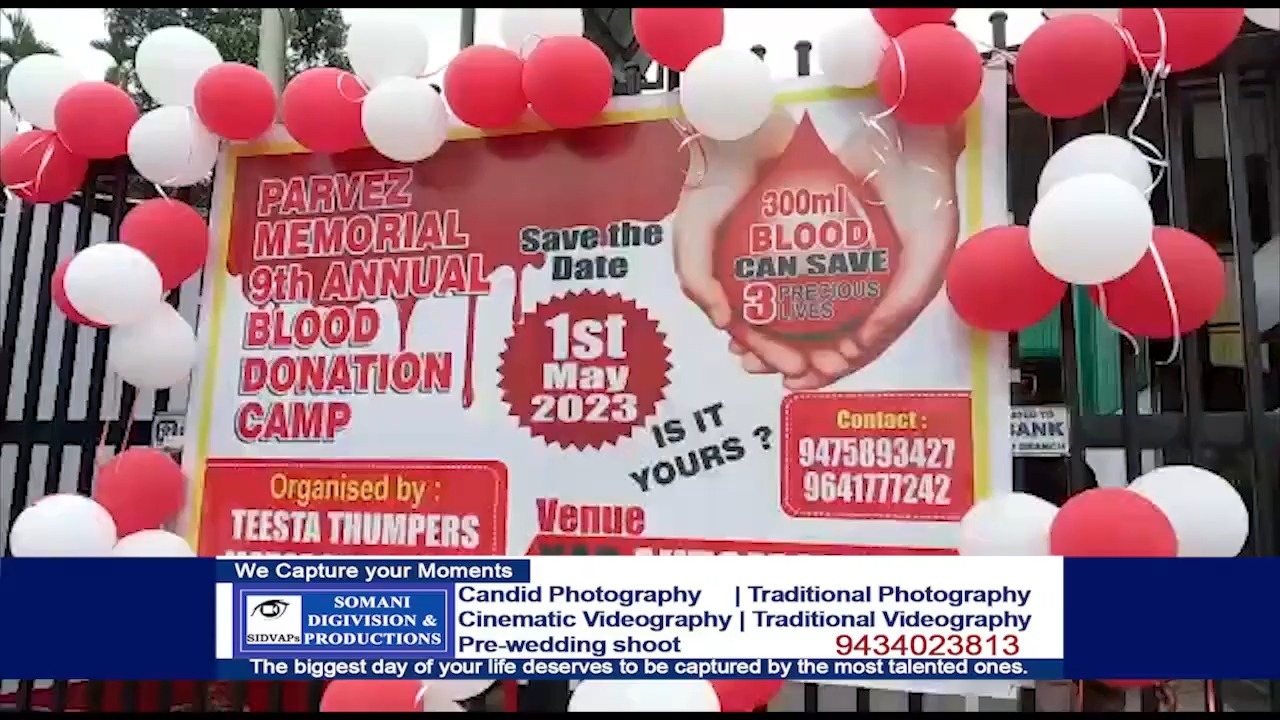 PARVEZ
MEMORIAL
9th ANNUAL
BLOOD
DONATION
CAMP
Save the
Date
1st
May
2023
300ml
BLOOD
CAN SAVE
3 PRECIOUS
LIVES
IS IT
YOURS ?
Contact :
9475893427
9641777242
Organised by :
TEESTA THUMPERS
Venue
BANK
BRANCH
We Capture your Moments
SIDVAPs
SOMANI
DIGIVISION &
PRODUCTIONS
Candid Photography | Traditional Photography
Cinematic Videography | Traditional Videography
Pre-wedding shoot 9434023813
The biggest day of your life deserves to be captured by the most talented ones.